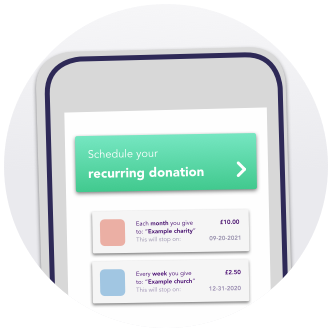 Schedule your
recurring donation
Each month you give £10.00
to: "Example charity"
This will stop on: 09-20-2021
Every week you give £2.50
to: "Example church"
This will stop on: 12-31-2020